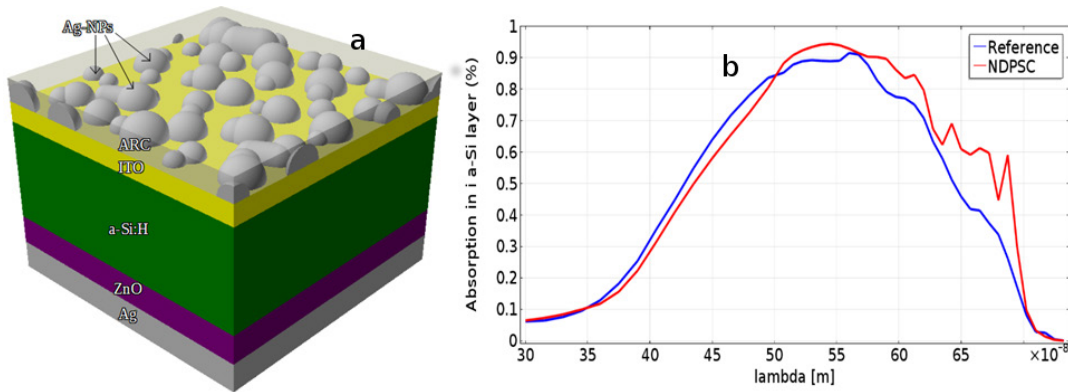 Ag-NPs
a
ARC
ITO
a-Si:H
ZnO
Ag
b
Reference
NDPSC
Absorption in i a-Si layer (%)
1
0.9
0.8
0.7
0.6
0.5
0.4
0.3
0.2
0.1
0
30 35 40 45 50 55 60 65 ×10⁻⁸
lambda [m]